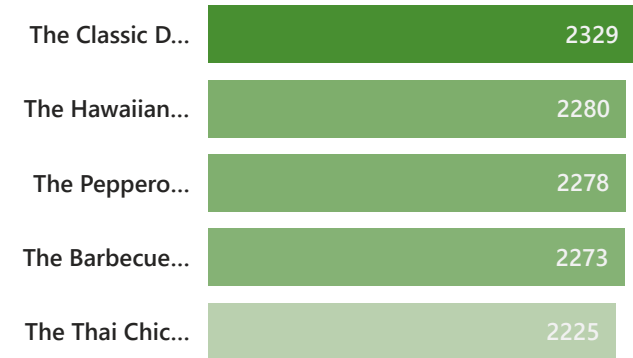 The Classic D... 2329
The Hawaiian... 2280
The Peppero... 2278
The Barbecue... 2273
The Thai Chic... 2225